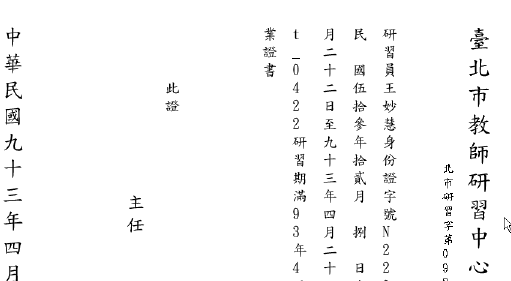 臺北市教師研習中心
北市研習字第09
研習員王妙慧身份證字號N22
民 國伍拾參年拾貳月 捌 日
月二十二日至九十三年四月二十
t_0422研習期滿93年4
業證書
此證
主任
中華民國九十三年四月